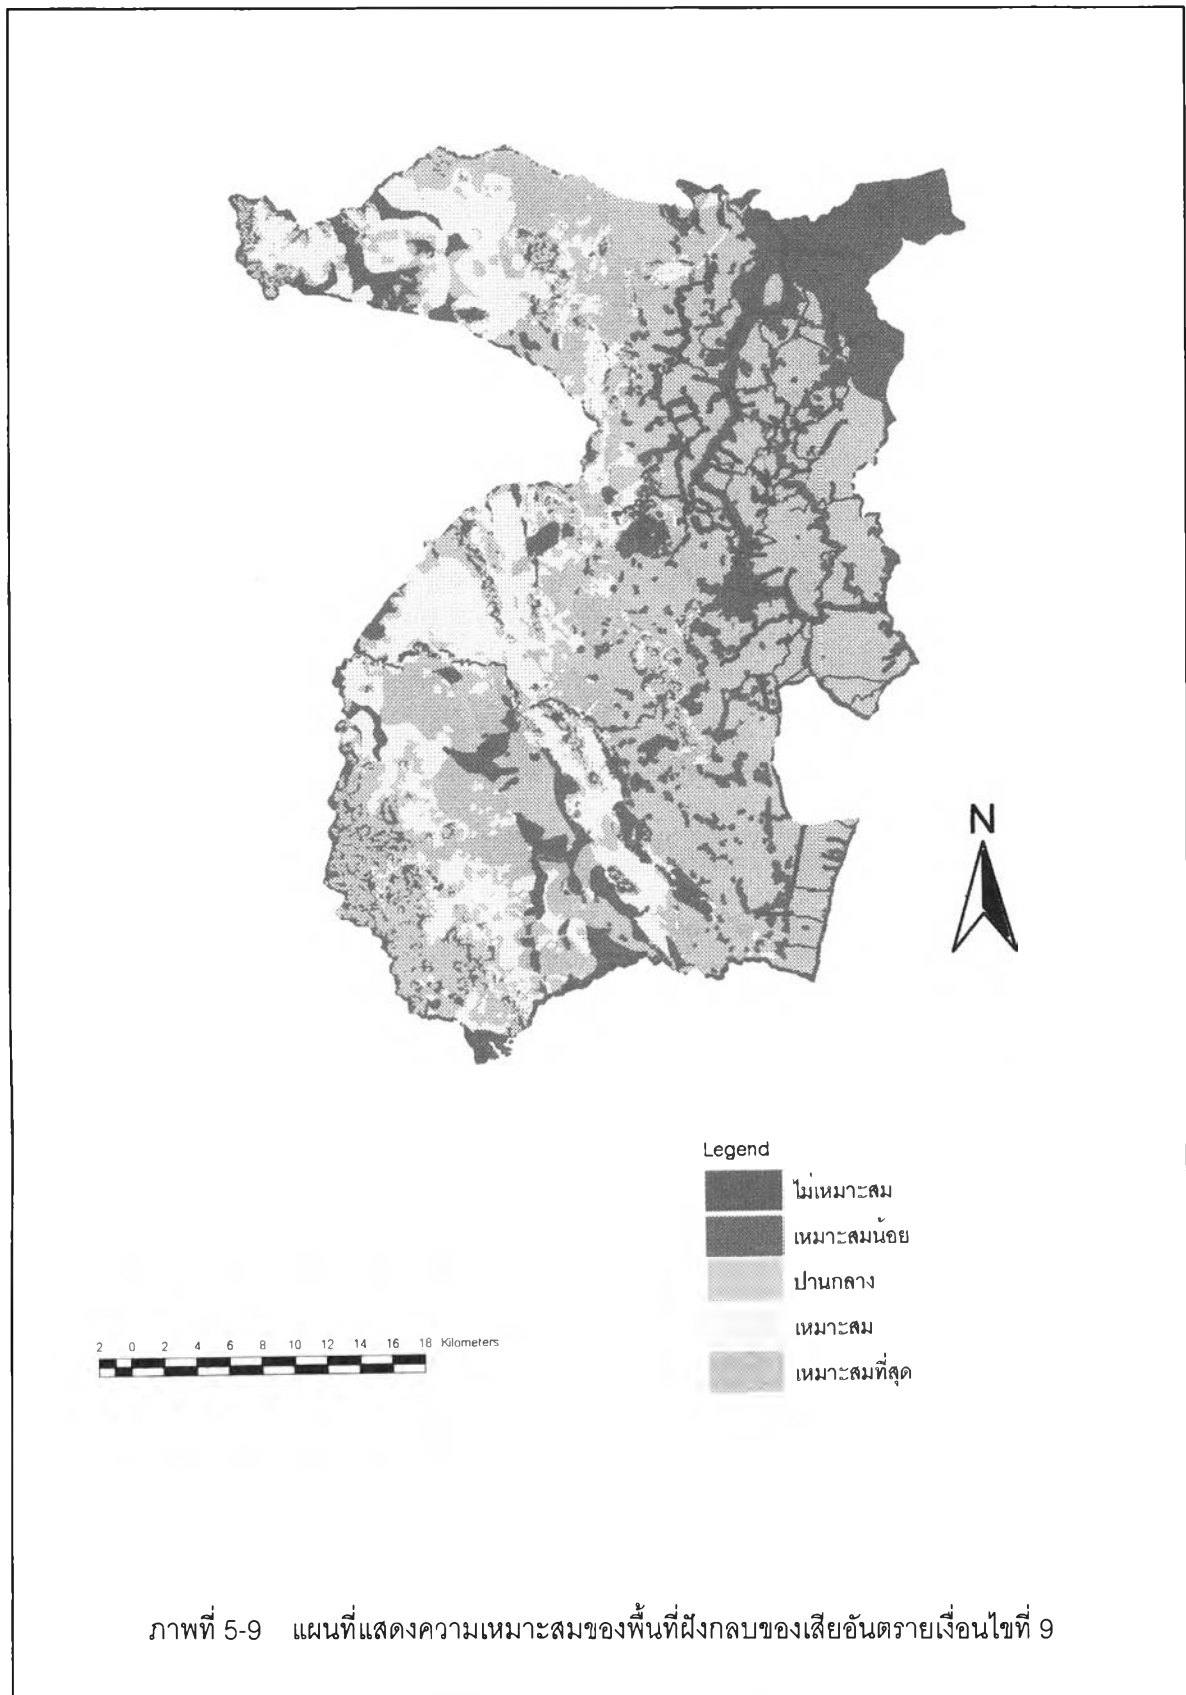 N
Legend
ไม่เหมาะสม
เหมาะสมน้อย
ปานกลาง
เหมาะสม
เหมาะสมที่สุด
2 0 2 4 6 8 10 12 14 16 18 Kilometers
ภาพที่ 5-9 แผนที่แสดงความเหมาะสมของพื้นที่ฝังกลบของเสียอันตรายเงื่อนไขที่ 9